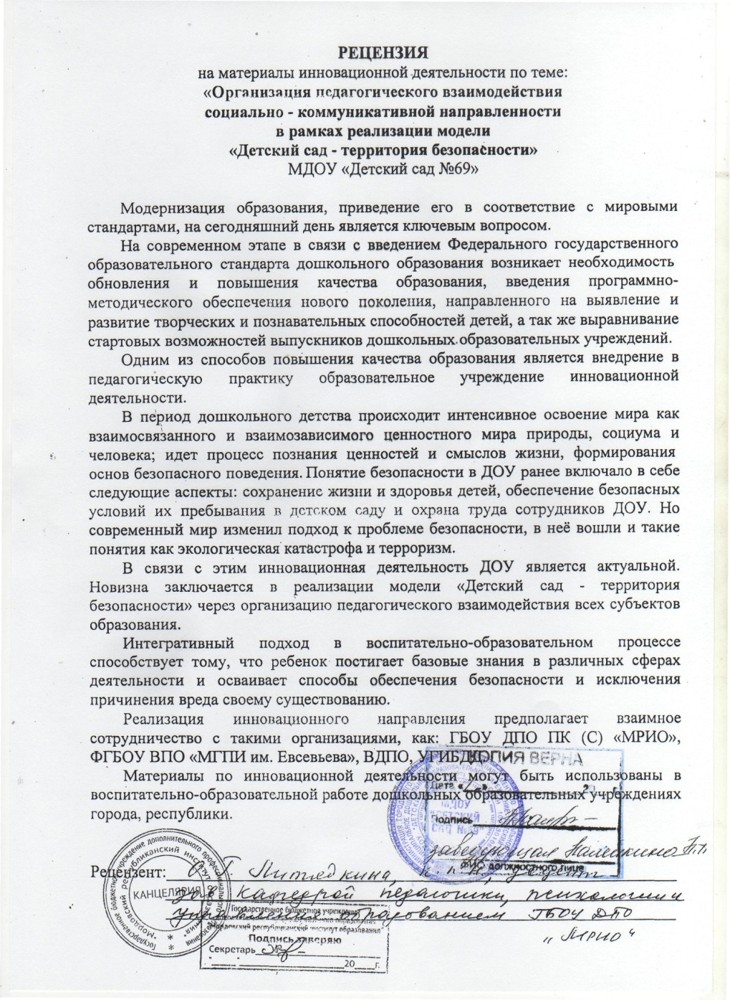 РЕЦЕНЗИЯ
на материалы инновационной деятельности по теме:
«Организация педагогического взаимодействия
социально - коммуникативной направленности
в рамках реализации модели
«Детский сад - территория безопасности»
МДОУ «Детский сад №69»
Модернизация образования, приведение его в соответствие с мировыми
стандартами, на сегодняшний день является ключевым вопросом.
На современном этапе в связи с введением Федерального государственного
образовательного стандарта дошкольного образования возникает необходимость
обновления и повышения качества образования, введения программно-
методического обеспечения нового поколения, направленного на выявление и
развитие творческих и познавательных способностей детей, а так же выравнивание
стартовых возможностей выпускников дошкольных образовательных учреждений.
Одним из способов повышения качества образования является внедрение в
педагогическую практику образовательное учреждение инновационной
деятельности.
В период дошкольного детства происходит интенсивное освоение мира как
взаимосвязанного и взаимозависимого ценностного мира природы, социума и
человека; идет процесс познания ценностей и смыслов жизни, формирования
основ безопасного поведения. Понятие безопасности в ДОУ ранее включало в себе
следующие аспекты: сохранение жизни и здоровья детей, обеспечение безопасных
условий их пребывания в детском саду и охрана труда сотрудников ДОУ. Но
современный мир изменил подход к проблеме безопасности, в неё вошли и такие
понятия как экологическая катастрофа и терроризм.
В связи с этим инновационная деятельность ДОУ является актуальной.
Новизна заключается в реализации модели «Детский сад - территория
безопасности» через организацию педагогического взаимодействия всех субъектов
образования.
Интегративный подход в воспитательно-образовательном процессе
способствует тому, что ребенок постигает базовые знания в различных сферах
деятельности и осваивает способы обеспечения безопасности и исключения
причинения вреда своему существованию.
Реализация инновационного направления предполагает взаимное
сотрудничество с такими организациями, как: ГБОУ ДПО ПК (С) «МРИО»,
ФГБОУ ВПО «МГПИ им. Евсевьева», ВДПО, УГИБДД.
КОПИЯ ВЕРНА
Материалы по инновационной деятельности могут быть использованы в
Дата « »
воспитательно-образовательной работе дошкольных образовательных учреждениях
города, республики.
МДОУ
"ДЕТСКИЙ
САД №69"
Подпись
заведующая
ФИО должностного лица
Рецензент: к.п.н., доцент
зав. кафедрой педагогики, психологии и
управления образованием ГБОУ ДПО
„МРИО“
КАНЦЕЛЯРИЯ
Государственное бюджетное учреждение
"Мордовский республиканский институт образования"
Подпись заверяю
Секретарь
20 г.